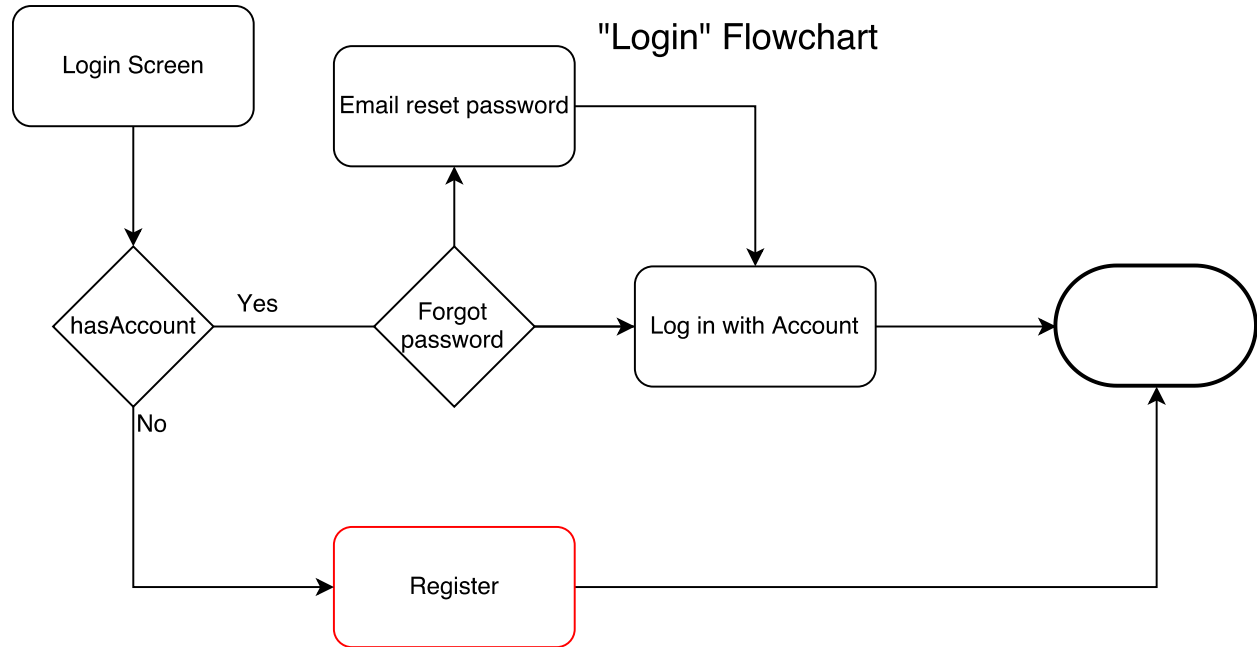 "Login" Flowchart
Login Screen
Email reset password
hasAccount
Yes
Forgot
password
Log in with Account
No
Register